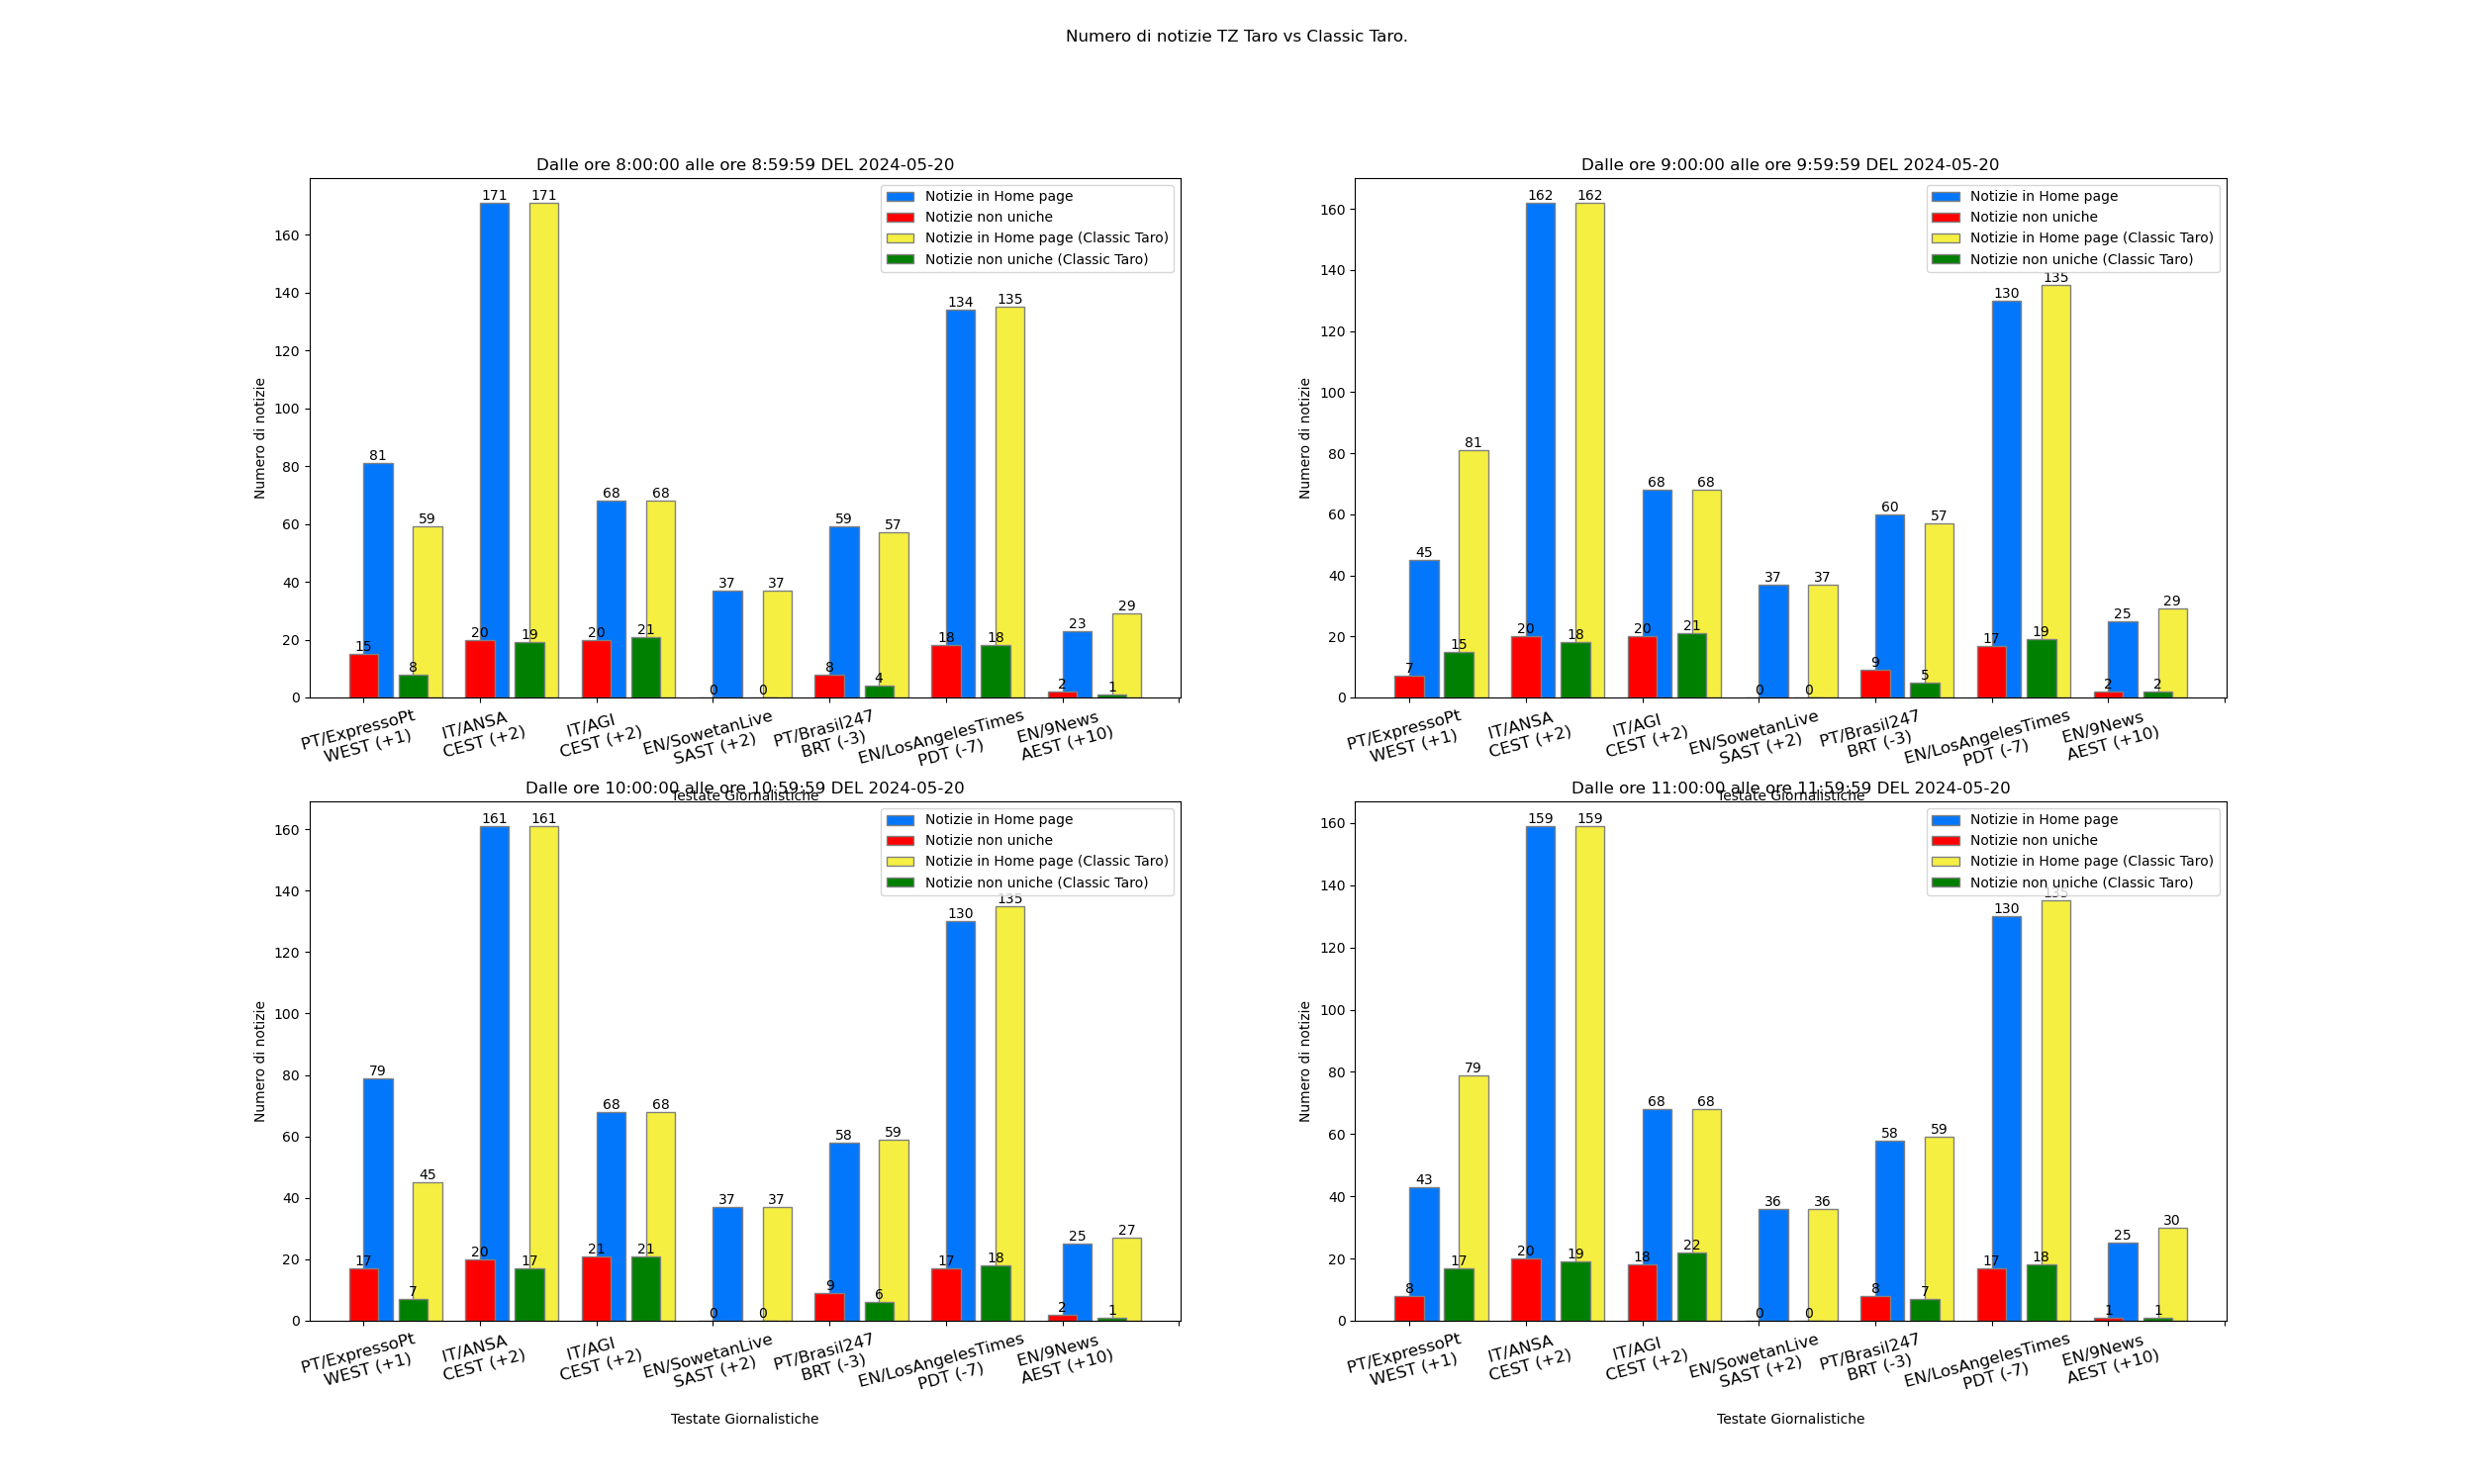 Numero di notizie TZ Taro vs Classic Taro.
Dalle ore 8:00:00 alle ore 8:59:59 DEL 2024-05-20
Notizie in Home page
Notizie non uniche
Notizie in Home page (Classic Taro)
Notizie non uniche (Classic Taro)
Numero di notizie
160
140
120
100
80
60
40
20
0
81 59 171 171 68 68 37 37 59 57 134 135 23 29
15 8 20 19 20 21 0 0 8 4 18 18 2 1
PT/ExpressoPt
WEST (+1)
IT/ANSA
CEST (+2)
IT/AGI
CEST (+2)
EN/SowetanLive
SAST (+2)
PT/Brasil247
BRT (-3)
EN/LosAngelesTimes
PDT (-7)
EN/9News
AEST (+10)
Testate Giornalistiche
Dalle ore 9:00:00 alle ore 9:59:59 DEL 2024-05-20
Notizie in Home page
Notizie non uniche
Notizie in Home page (Classic Taro)
Notizie non uniche (Classic Taro)
Numero di notizie
160
140
120
100
80
60
40
20
0
45 81 162 162 68 68 37 37 60 57 130 135 25 29
7 15 20 18 20 21 0 0 9 5 17 19 2 2
PT/ExpressoPt
WEST (+1)
IT/ANSA
CEST (+2)
IT/AGI
CEST (+2)
EN/SowetanLive
SAST (+2)
PT/Brasil247
BRT (-3)
EN/LosAngelesTimes
PDT (-7)
EN/9News
AEST (+10)
Testate Giornalistiche
Dalle ore 10:00:00 alle ore 10:59:59 DEL 2024-05-20
Notizie in Home page
Notizie non uniche
Notizie in Home page (Classic Taro)
Notizie non uniche (Classic Taro)
Numero di notizie
160
140
120
100
80
60
40
20
0
79 45 161 161 68 68 37 37 58 59 130 135 25 27
17 7 20 17 21 21 0 0 9 6 17 18 2 1
PT/ExpressoPt
WEST (+1)
IT/ANSA
CEST (+2)
IT/AGI
CEST (+2)
EN/SowetanLive
SAST (+2)
PT/Brasil247
BRT (-3)
EN/LosAngelesTimes
PDT (-7)
EN/9News
AEST (+10)
Testate Giornalistiche
Dalle ore 11:00:00 alle ore 11:59:59 DEL 2024-05-20
Notizie in Home page
Notizie non uniche
Notizie in Home page (Classic Taro)
Notizie non uniche (Classic Taro)
Numero di notizie
160
140
120
100
80
60
40
20
0
43 79 159 159 68 68 36 36 58 59 130 135 25 30
8 17 20 19 18 22 0 0 8 7 17 18 1 1
PT/ExpressoPt
WEST (+1)
IT/ANSA
CEST (+2)
IT/AGI
CEST (+2)
EN/SowetanLive
SAST (+2)
PT/Brasil247
BRT (-3)
EN/LosAngelesTimes
PDT (-7)
EN/9News
AEST (+10)
Testate Giornalistiche